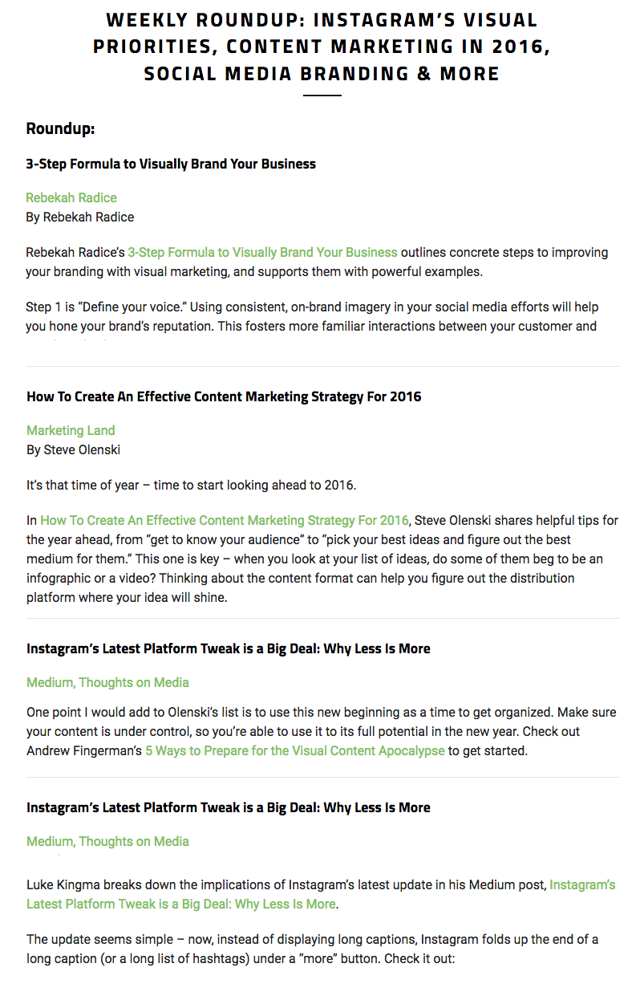 WEEKLY ROUNDUP: INSTAGRAM’S VISUAL
PRIORITIES, CONTENT MARKETING IN 2016,
SOCIAL MEDIA BRANDING & MORE
Roundup:
3-Step Formula to Visually Brand Your Business
Rebekah Radice
By Rebekah Radice
Rebekah Radice’s 3-Step Formula to Visually Brand Your Business outlines concrete steps to improving
your branding with visual marketing, and supports them with powerful examples.
Step 1 is “Define your voice.” Using consistent, on-brand imagery in your social media efforts will help
you hone your brand’s reputation. This fosters more familiar interactions between your customer and
How To Create An Effective Content Marketing Strategy For 2016
Marketing Land
By Steve Olenski
It’s that time of year – time to start looking ahead to 2016.
In How To Create An Effective Content Marketing Strategy For 2016, Steve Olenski shares helpful tips for
the year ahead, from “get to know your audience” to “pick your best ideas and figure out the best
medium for them.” This one is key – when you look at your list of ideas, do some of them beg to be an
infographic or a video? Thinking about the content format can help you figure out the distribution
platform where your idea will shine.
Instagram’s Latest Platform Tweak is a Big Deal: Why Less Is More
Medium, Thoughts on Media
One point I would add to Olenski’s list is to use this new beginning as a time to get organized. Make sure
your content is under control, so you’re able to use it to its full potential in the new year. Check out
Andrew Fingerman’s 5 Ways to Prepare for the Visual Content Apocalypse to get started.
Instagram’s Latest Platform Tweak is a Big Deal: Why Less Is More
Medium, Thoughts on Media
Luke Kingma breaks down the implications of Instagram’s latest update in his Medium post, Instagram’s
Latest Platform Tweak is a Big Deal: Why Less Is More.
The update seems simple – now, instead of displaying long captions, Instagram folds up the end of a
long caption (or a long list of hashtags) under a “more” button. Check it out: